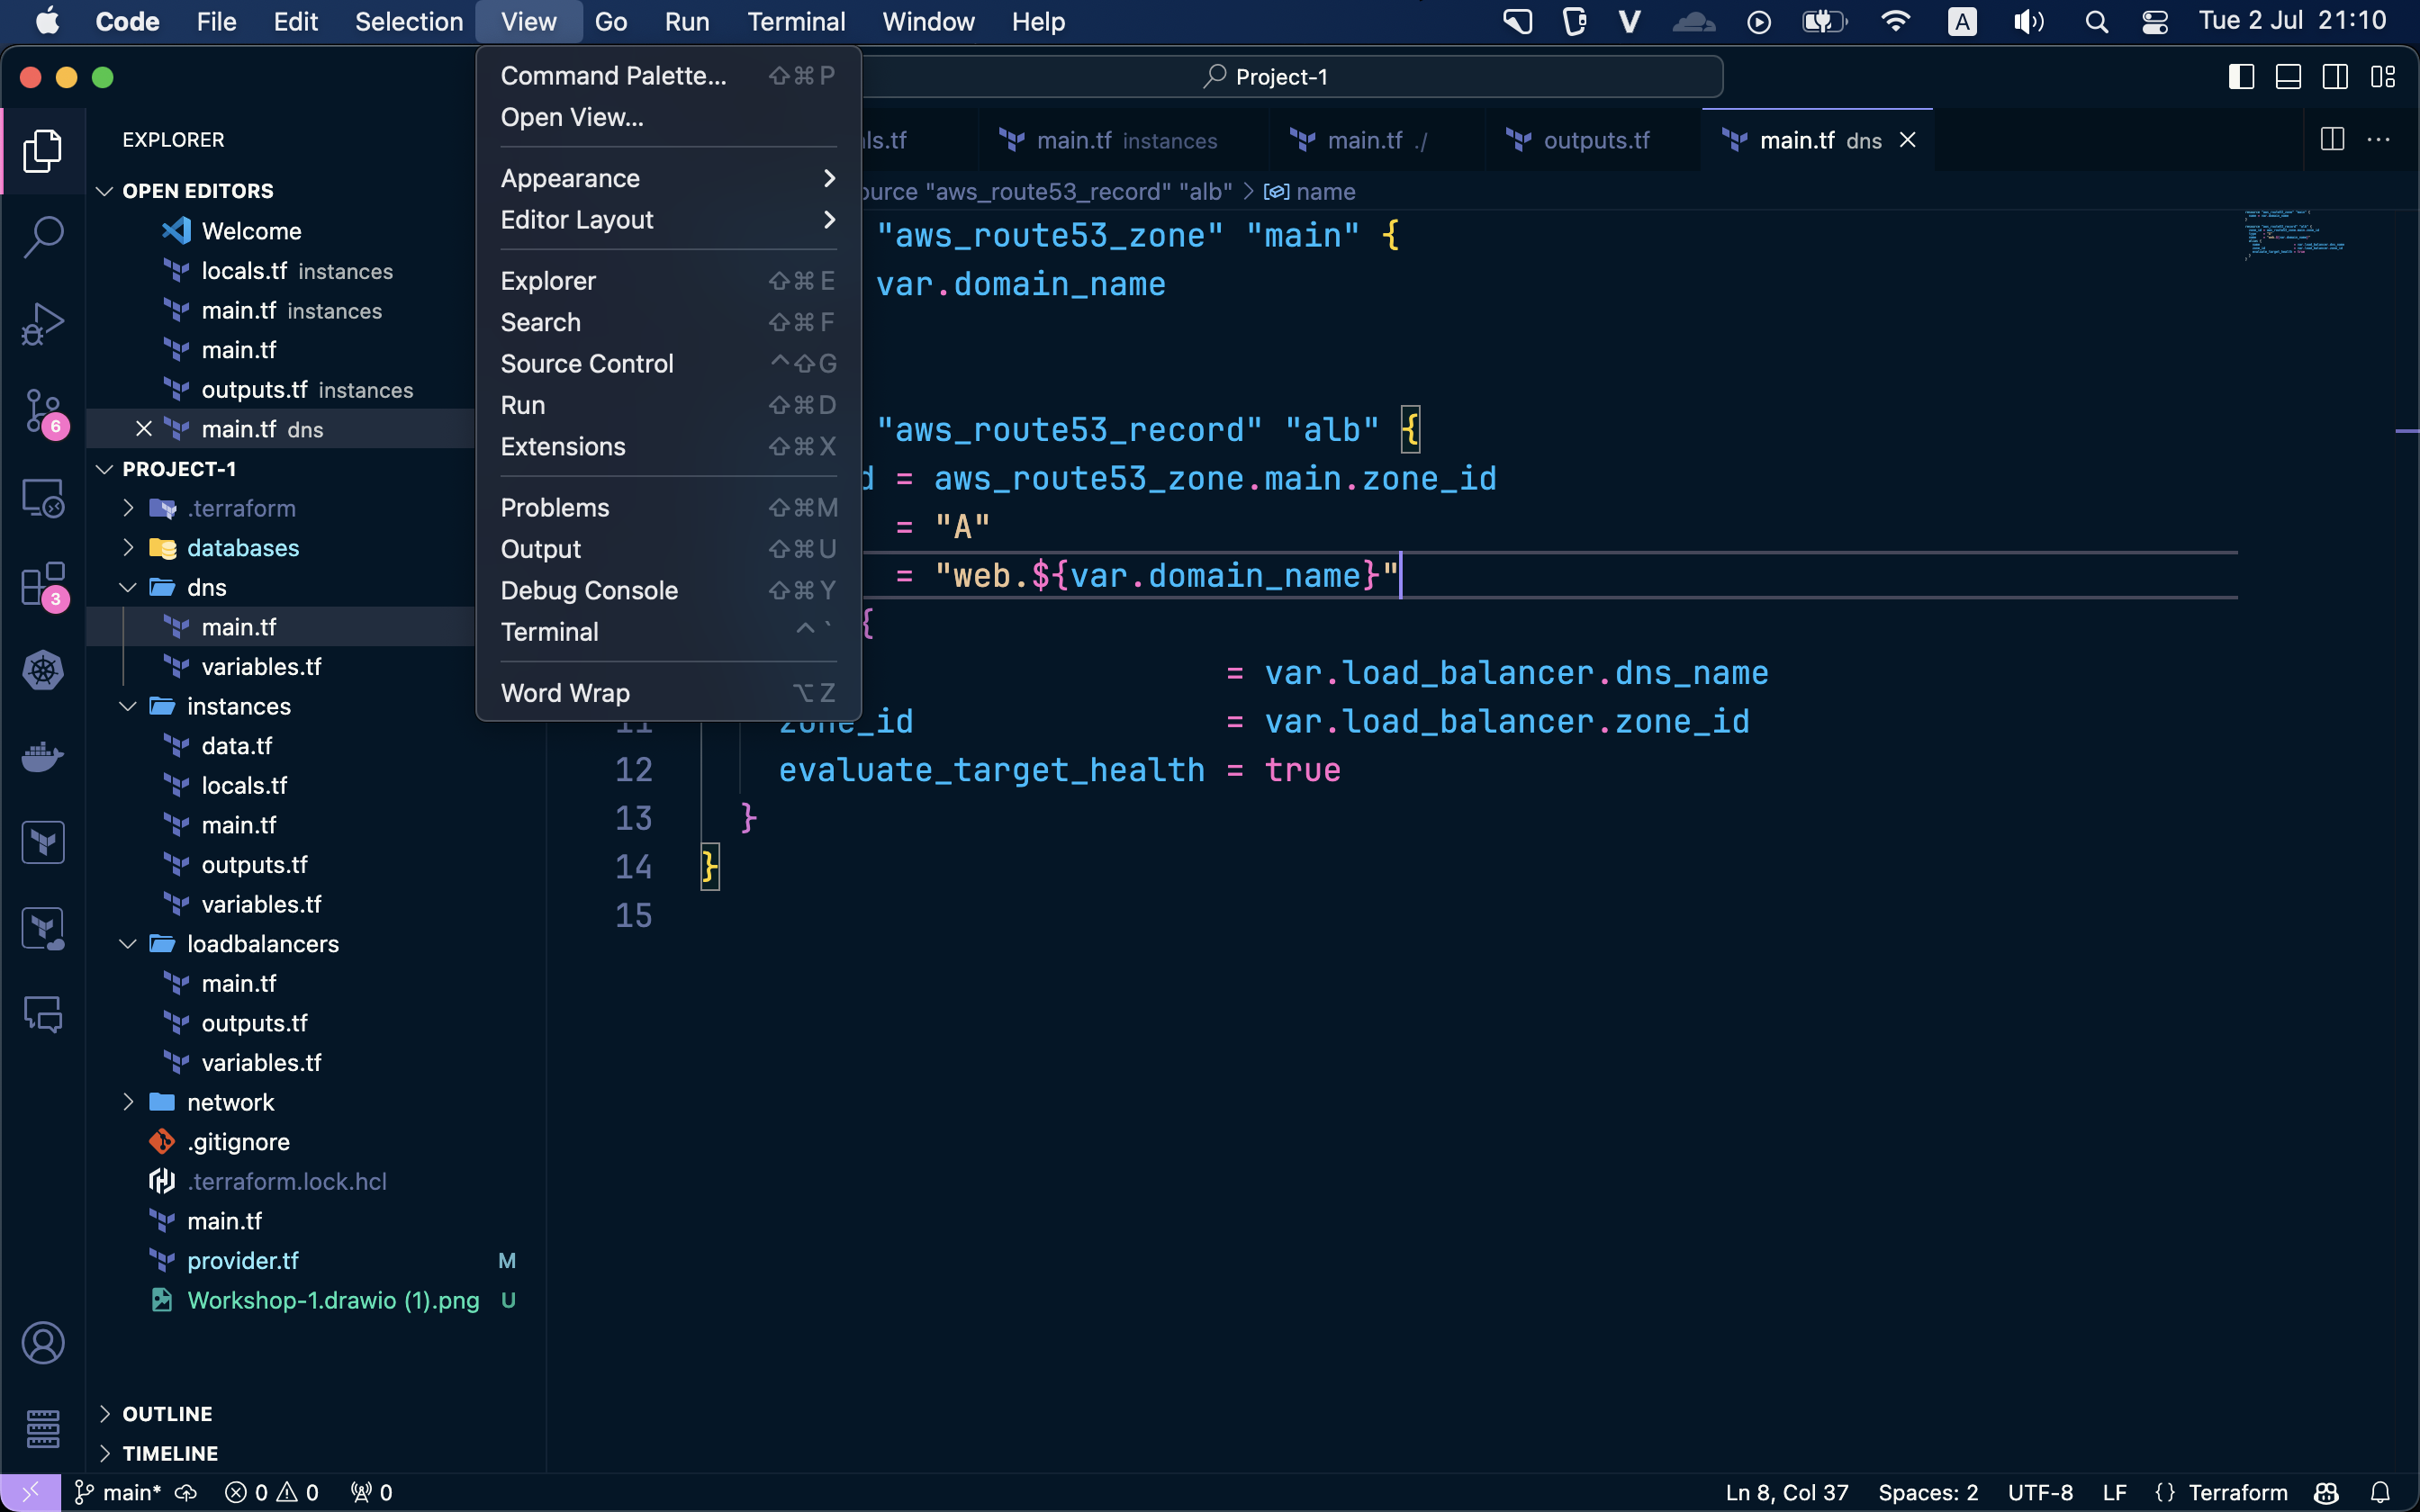 Code File Edit Selection View Go Run Terminal Window Help A Tue 2 Jul 21:10
Project-1
Command Palette... ⇧⌘P
Open View...
Appearance
Editor Layout
Explorer ⇧⌘E
Search ⇧⌘F
Source Control ^⇧G
Run ⇧⌘D
Extensions ⇧⌘X
Problems ⇧⌘M
Output ⇧⌘U
Debug Console ⇧⌘Y
Terminal ^`
Word Wrap ⌥Z
EXPLORER
OPEN EDITORS
Welcome
locals.tf instances
main.tf instances
main.tf
outputs.tf instances
main.tf dns
PROJECT-1
.terraform
databases
dns
main.tf
variables.tf
instances
data.tf
locals.tf
main.tf
outputs.tf
variables.tf
loadbalancers
main.tf
outputs.tf
variables.tf
network
.gitignore
.terraform.lock.hcl
main.tf
provider.tf M
Workshop-1.drawio (1).png U
OUTLINE
TIMELINE
6
3
ls.tf main.tf instances main.tf ./ outputs.tf main.tf dns
ource "aws_route53_record" "alb" > name
"aws_route53_zone" "main" {
var.domain_name
"aws_route53_record" "alb" {
d = aws_route53_zone.main.zone_id
= "A"
= "web.${var.domain_name}"
{
= var.load_balancer.dns_name
11 zone_id = var.load_balancer.zone_id
12 evaluate_target_health = true
13 }
14 }
15
main* 0 0 0 Ln 8, Col 37 Spaces: 2 UTF-8 LF {} Terraform